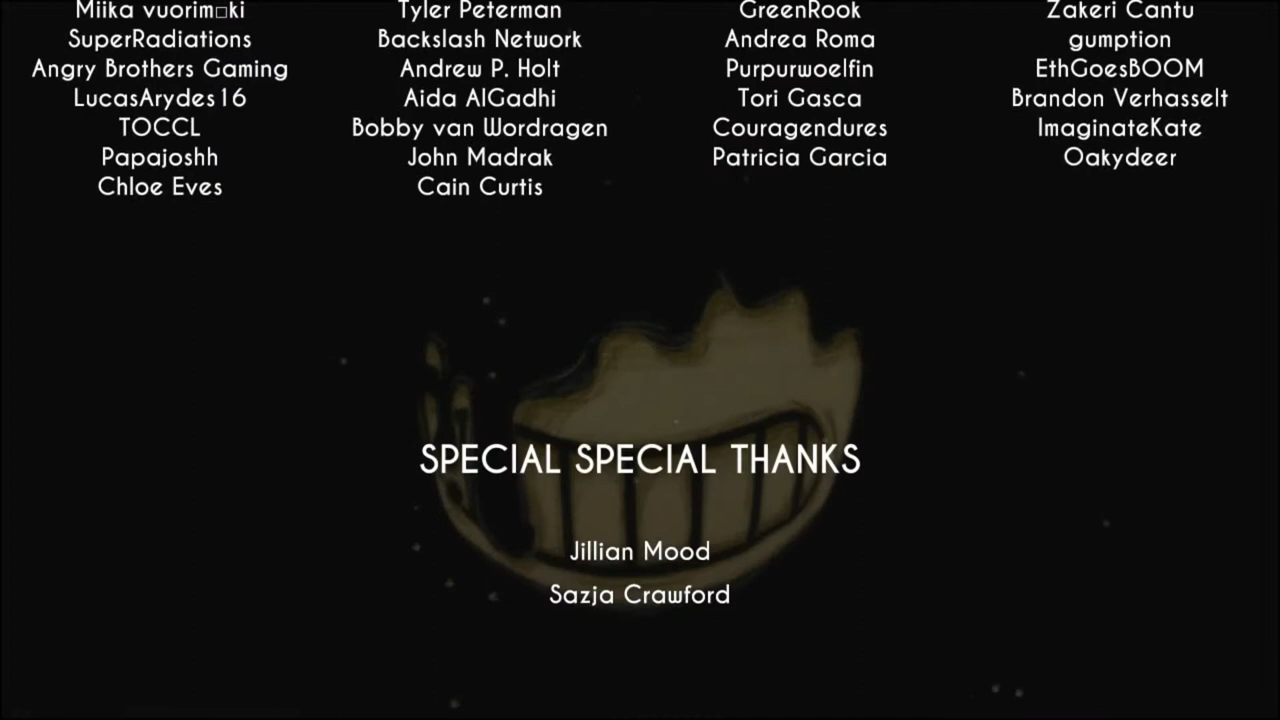 Miika vuorim□ki
SuperRadiations
Angry Brothers Gaming
LucasArydes16
TOCCL
Papajoshh
Chloe Eves
Tyler Peterman
Backslash Network
Andrew P. Holt
Aida AlGadhi
Bobby van Wordragen
John Madrak
Cain Curtis
GreenRook
Andrea Roma
Purpurwoelfin
Tori Gasca
Couragendures
Patricia Garcia
Zakeri Cantu
gumption
EthGoesBOOM
Brandon Verhasselt
ImaginateKate
Oakydeer
SPECIAL SPECIAL THANKS
Jillian Mood
Sazja Crawford